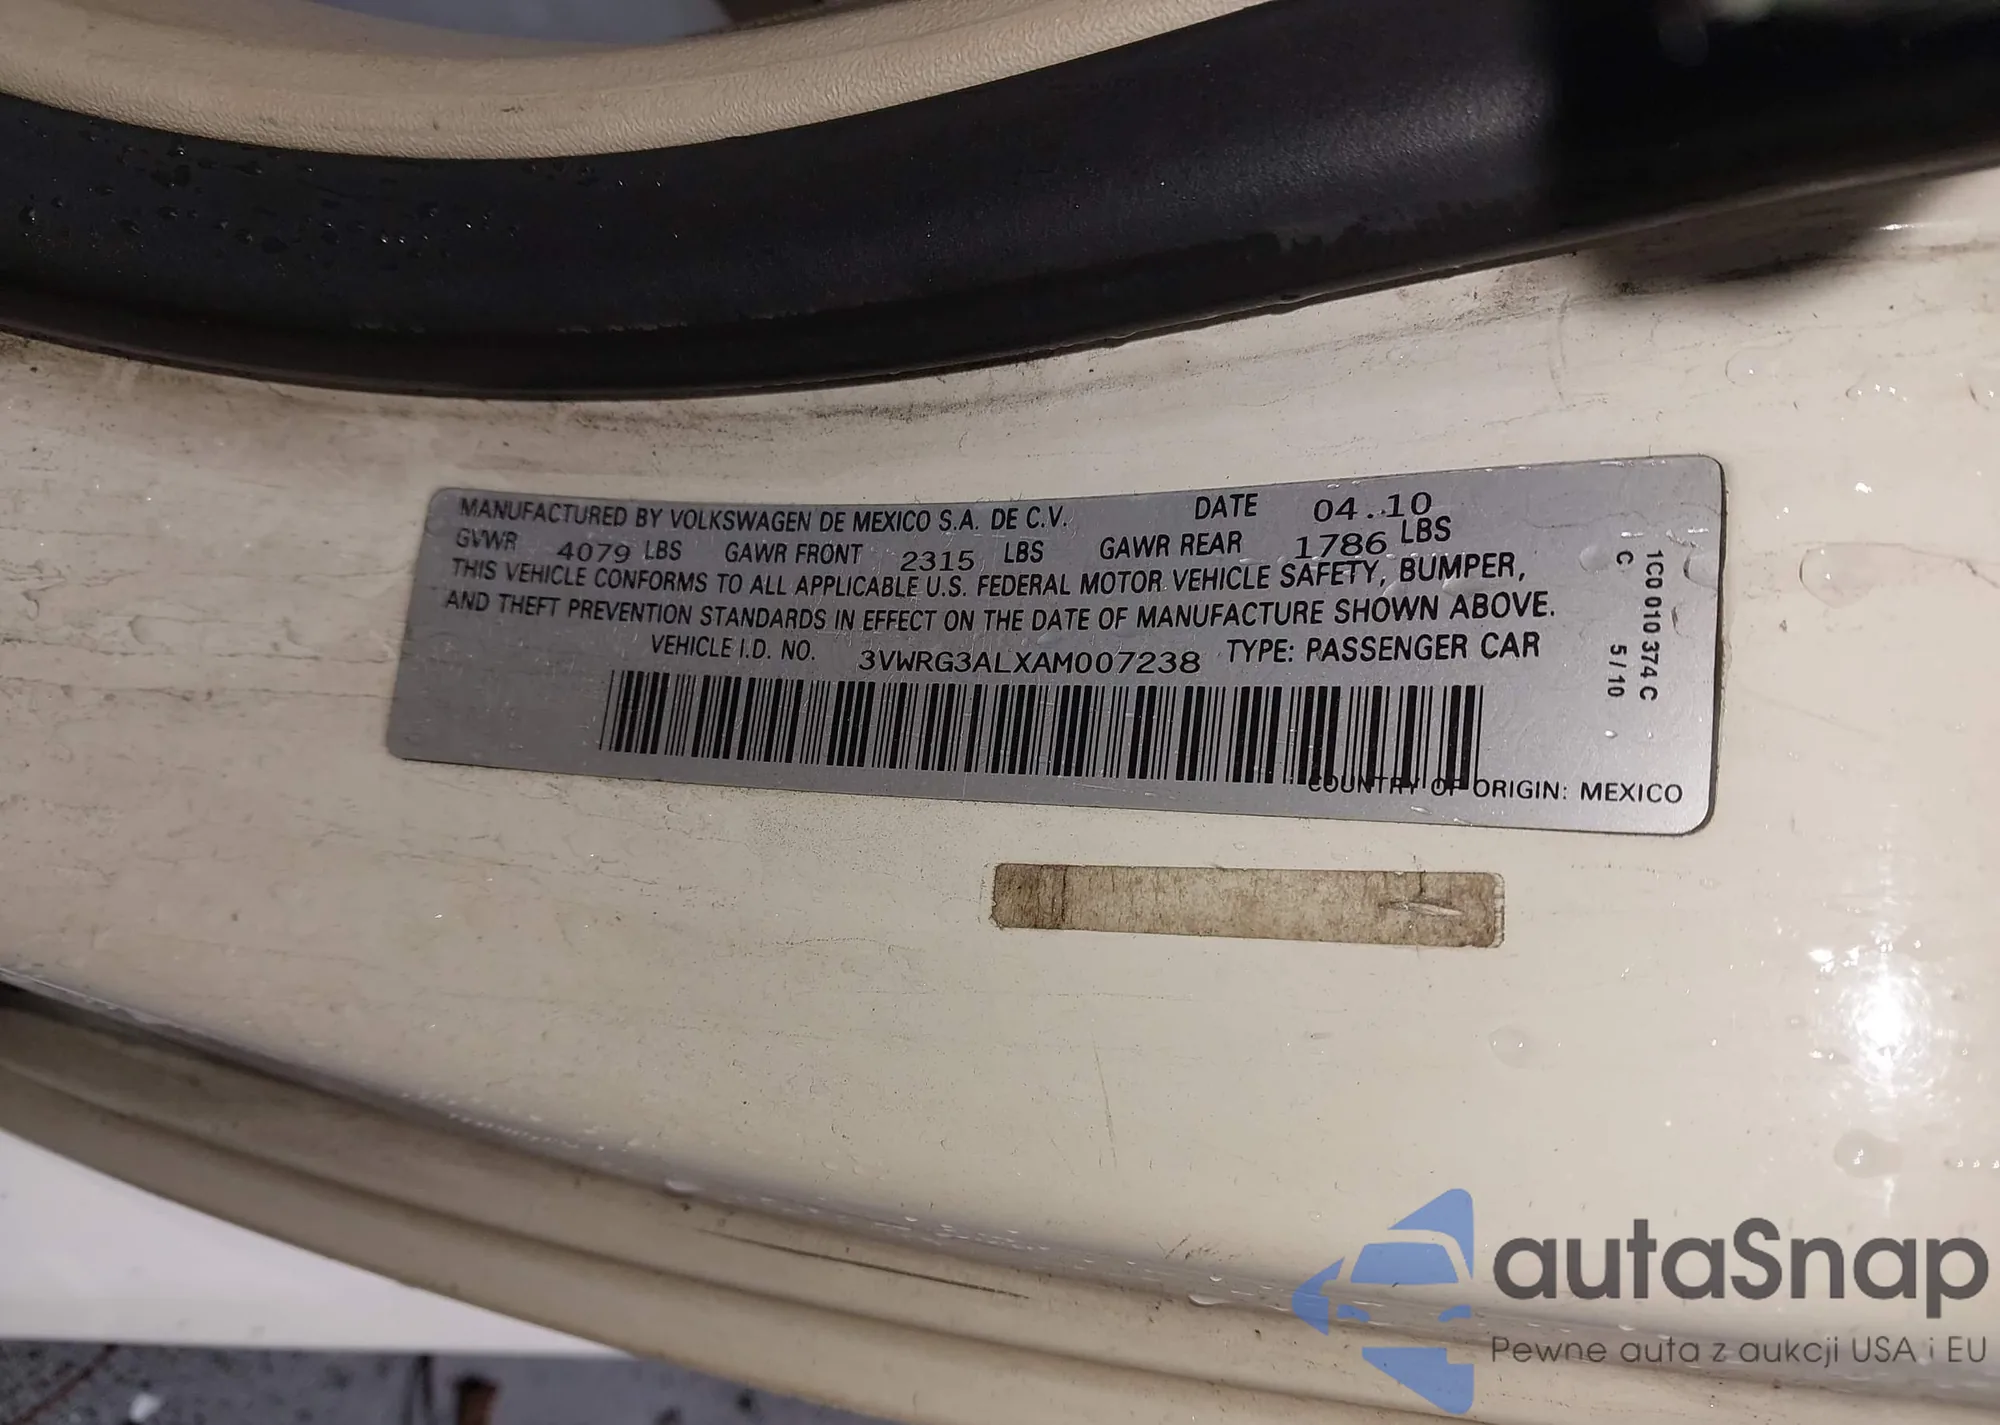 MANUFACTURED BY VOLKSWAGEN DE MEXICO S.A. DE C.V. DATE 04.10
GVWR 4079 LBS GAWR FRONT 2315 LBS GAWR REAR 1786 LBS
THIS VEHICLE CONFORMS TO ALL APPLICABLE U.S. FEDERAL MOTOR VEHICLE SAFETY, BUMPER,
AND THEFT PREVENTION STANDARDS IN EFFECT ON THE DATE OF MANUFACTURE SHOWN ABOVE.
VEHICLE I.D. NO. 3VWRG3ALXAM007238 TYPE: PASSENGER CAR
COUNTRY OF ORIGIN: MEXICO
1C0 010 374 C
C 5/10
autaSnap
Pewne auta z aukcji USA i EU